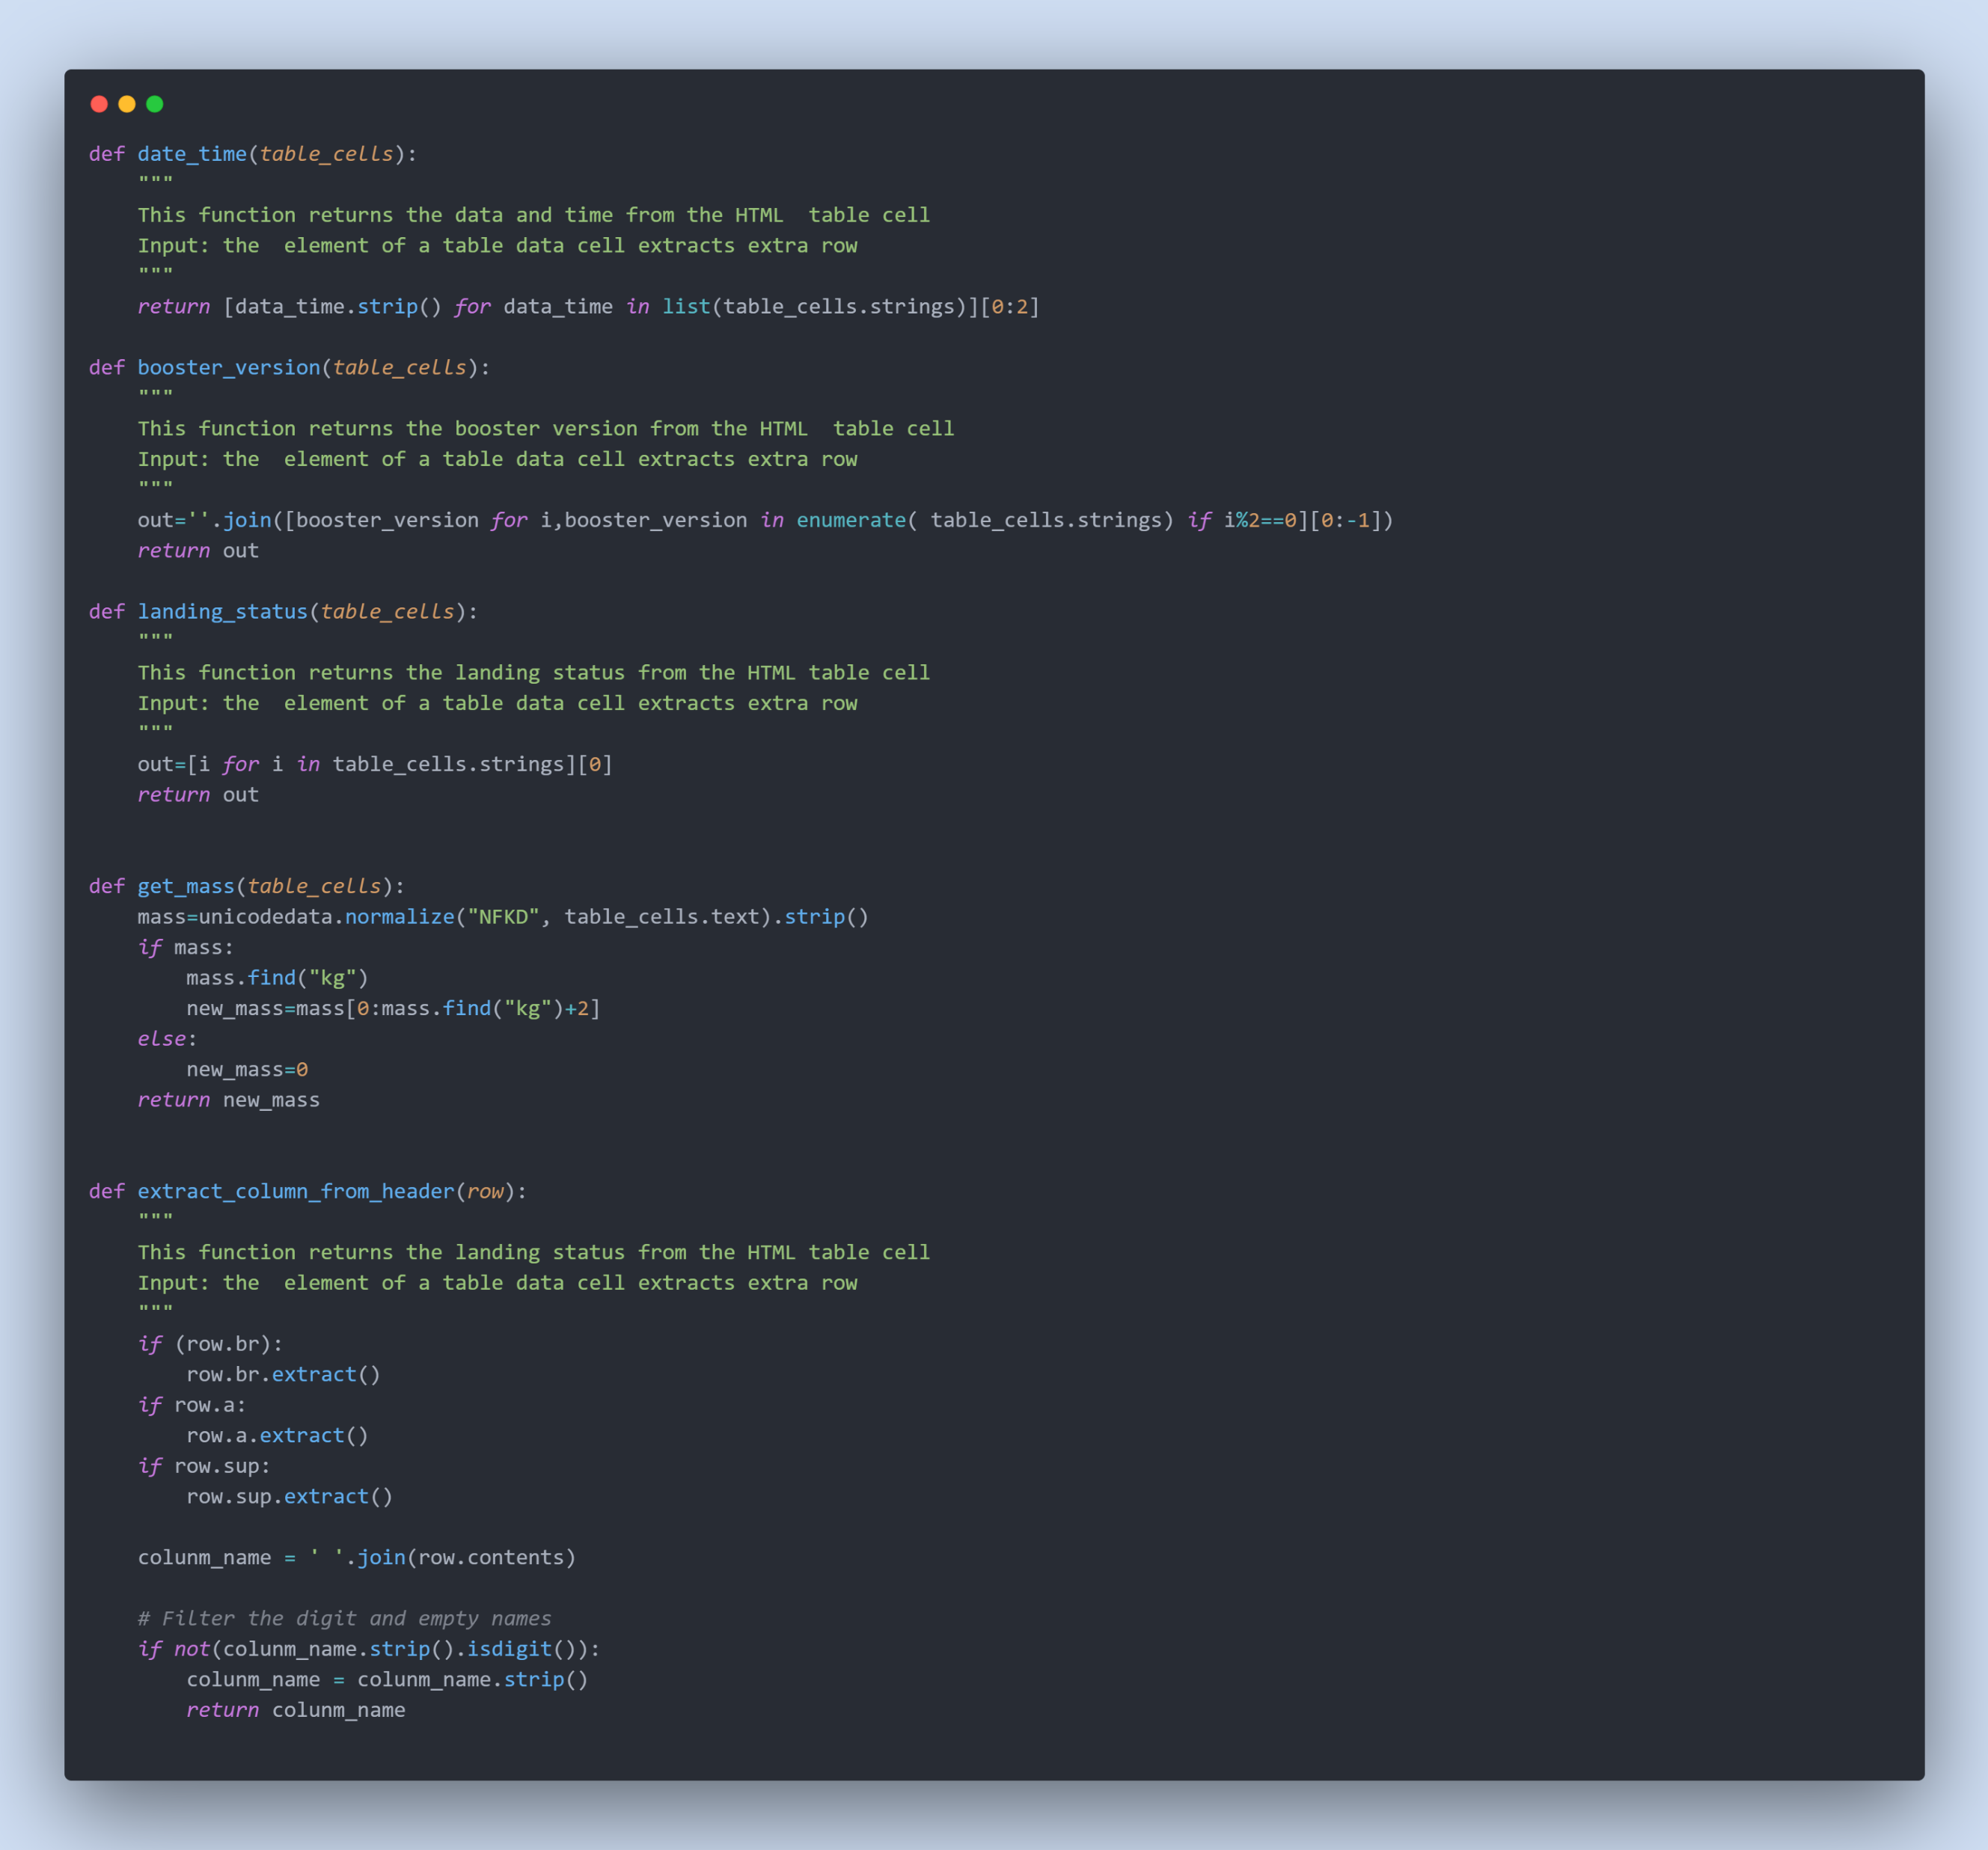 def date_time(table_cells):
    """
    This function returns the data and time from the HTML  table cell
    Input: the  element of a table data cell extracts extra row
    """
    return [data_time.strip() for data_time in list(table_cells.strings)][0:2]

def booster_version(table_cells):
    """
    This function returns the booster version from the HTML  table cell
    Input: the  element of a table data cell extracts extra row
    """
    out=''.join([booster_version for i,booster_version in enumerate( table_cells.strings) if i%2==0][0:-1])
    return out

def landing_status(table_cells):
    """
    This function returns the landing status from the HTML table cell
    Input: the  element of a table data cell extracts extra row
    """
    out=[i for i in table_cells.strings][0]
    return out


def get_mass(table_cells):
    mass=unicodedata.normalize("NFKD", table_cells.text).strip()
    if mass:
        mass.find("kg")
        new_mass=mass[0:mass.find("kg")+2]
    else:
        new_mass=0
    return new_mass


def extract_column_from_header(row):
    """
    This function returns the landing status from the HTML table cell
    Input: the  element of a table data cell extracts extra row
    """
    if (row.br):
        row.br.extract()
    if row.a:
        row.a.extract()
    if row.sup:
        row.sup.extract()

    colunm_name = ' '.join(row.contents)

    # Filter the digit and empty names
    if not(colunm_name.strip().isdigit()):
        colunm_name = colunm_name.strip()
        return colunm_name